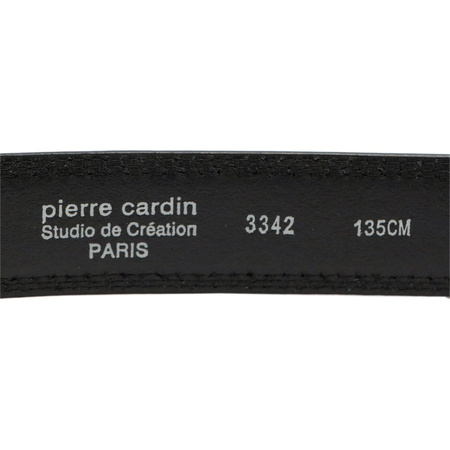 pierre cardin
Studio de Création
PARIS
3342
135CM